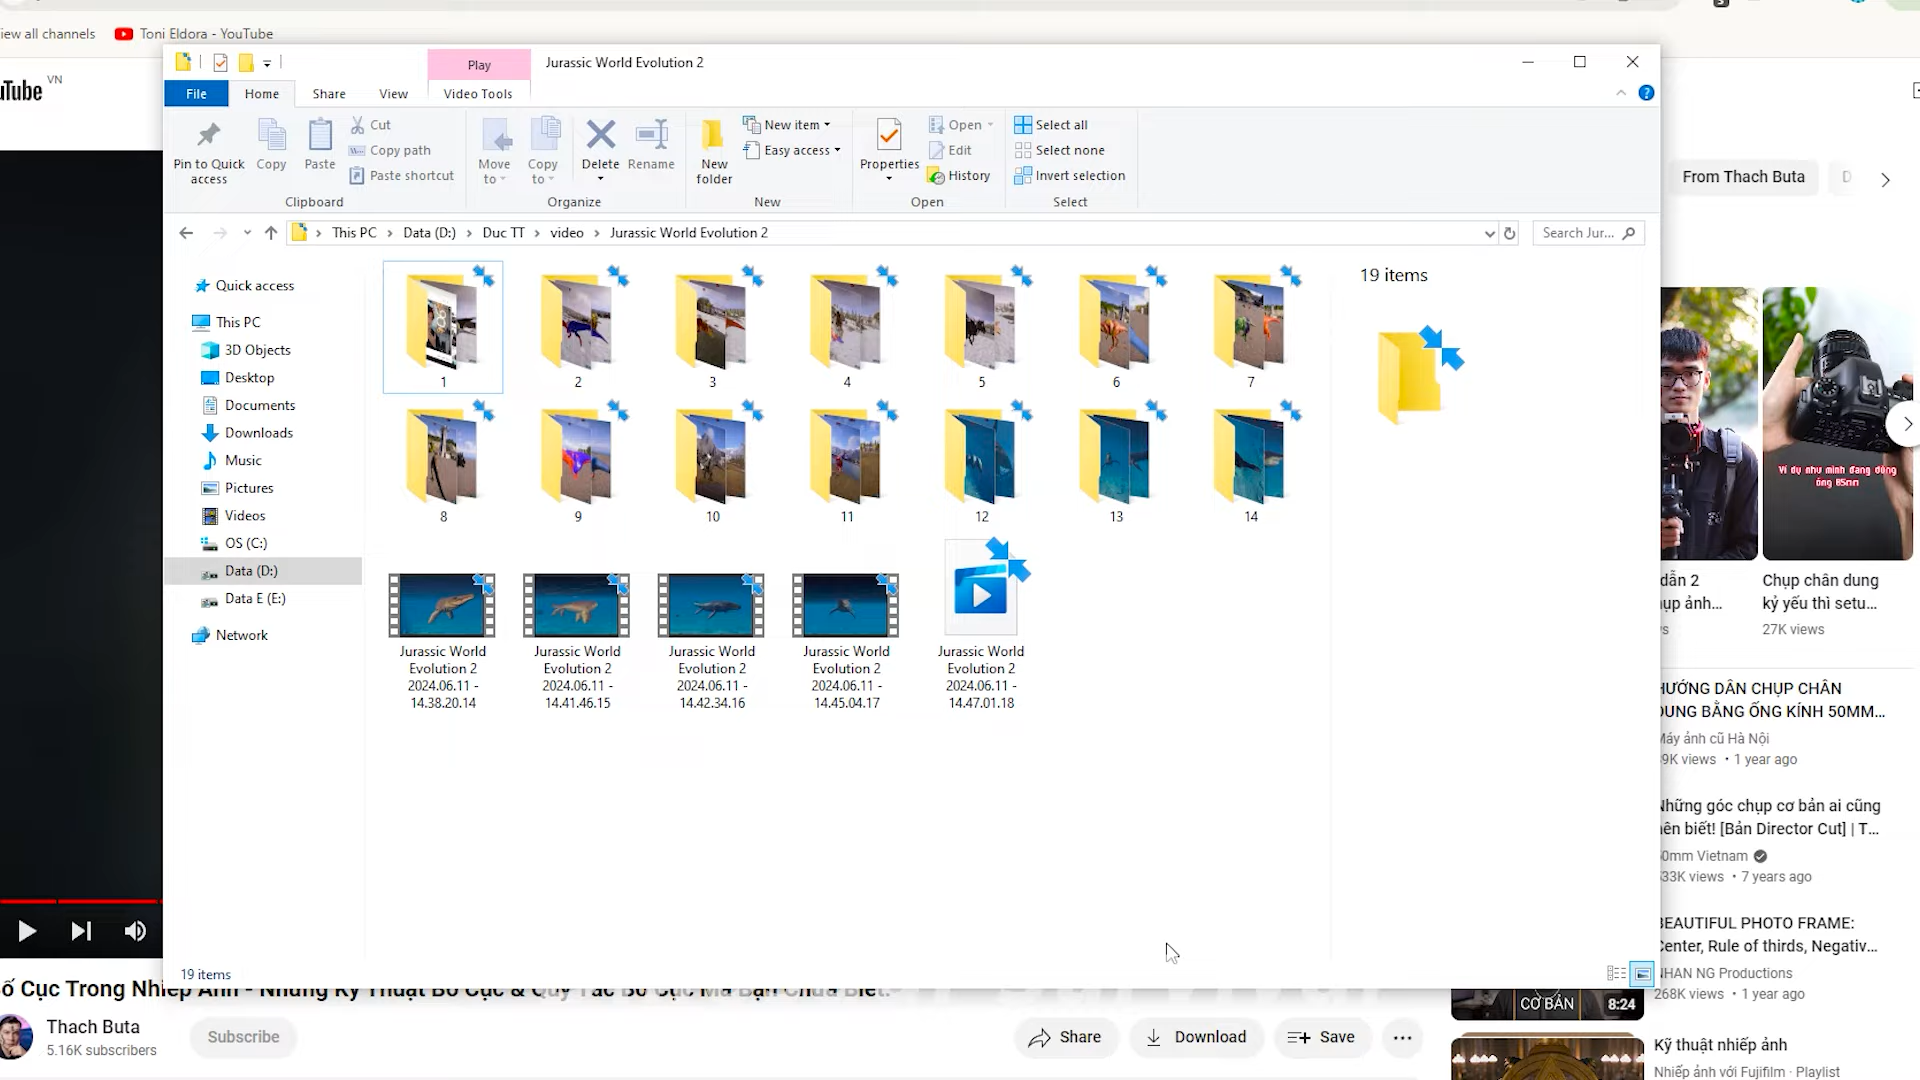 iew all channels
Toni Eldora - YouTube
uTube VN
Play
Jurassic World Evolution 2
File
Home
Share
View
Video Tools
Pin to Quick access
Copy
Paste
Cut
Copy path
Paste shortcut
Clipboard
Move to
Copy to
Delete
Rename
Organize
New folder
New item
Easy access
New
Properties
Open
Edit
History
Open
Select all
Select none
Invert selection
Select
This PC
Data (D:)
Duc TT
video
Jurassic World Evolution 2
Search Jur...
Quick access
This PC
3D Objects
Desktop
Documents
Downloads
Music
Pictures
Videos
OS (C:)
Data (D:)
Data E (E:)
Network
1
2
3
4
5
6
7
8
9
10
11
12
13
14
Jurassic World
Evolution 2
2024.06.11 -
14.38.20.14
Jurassic World
Evolution 2
2024.06.11 -
14.41.46.15
Jurassic World
Evolution 2
2024.06.11 -
14.42.34.16
Jurassic World
Evolution 2
2024.06.11 -
14.45.04.17
Jurassic World
Evolution 2
2024.06.11 -
14.47.01.18
19 items
19 items
From Thach Buta
D
Ví dụ như mình đang dùng
ống 85mm
dẫn 2
ụp ảnh...
Chụp chân dung
kỷ yếu thì setu...
27K views
HƯỚNG DẪN CHỤP CHÂN
DUNG BẰNG ỐNG KÍNH 50MM...
Máy ảnh cũ Hà Nội
9K views • 1 year ago
Những góc chụp cơ bản ai cũng
nên biết! [Bản Director Cut] | T...
50mm Vietnam
533K views • 7 years ago
BEAUTIFUL PHOTO FRAME:
Center, Rule of thirds, Negativ...
NHAN NG Productions
268K views • 1 year ago
CƠ BẢN
8:24
Kỹ thuật nhiếp ảnh
Nhiếp ảnh với Fujifilm · Playlist
ố Cục Trong Nhiếp Ảnh - Những Kỹ Thuật Bố Cục & Quy Tắc Bố Cục Mà Bạn Chưa Biết.
Thach Buta
5.16K subscribers
Subscribe
Share
Download
Save